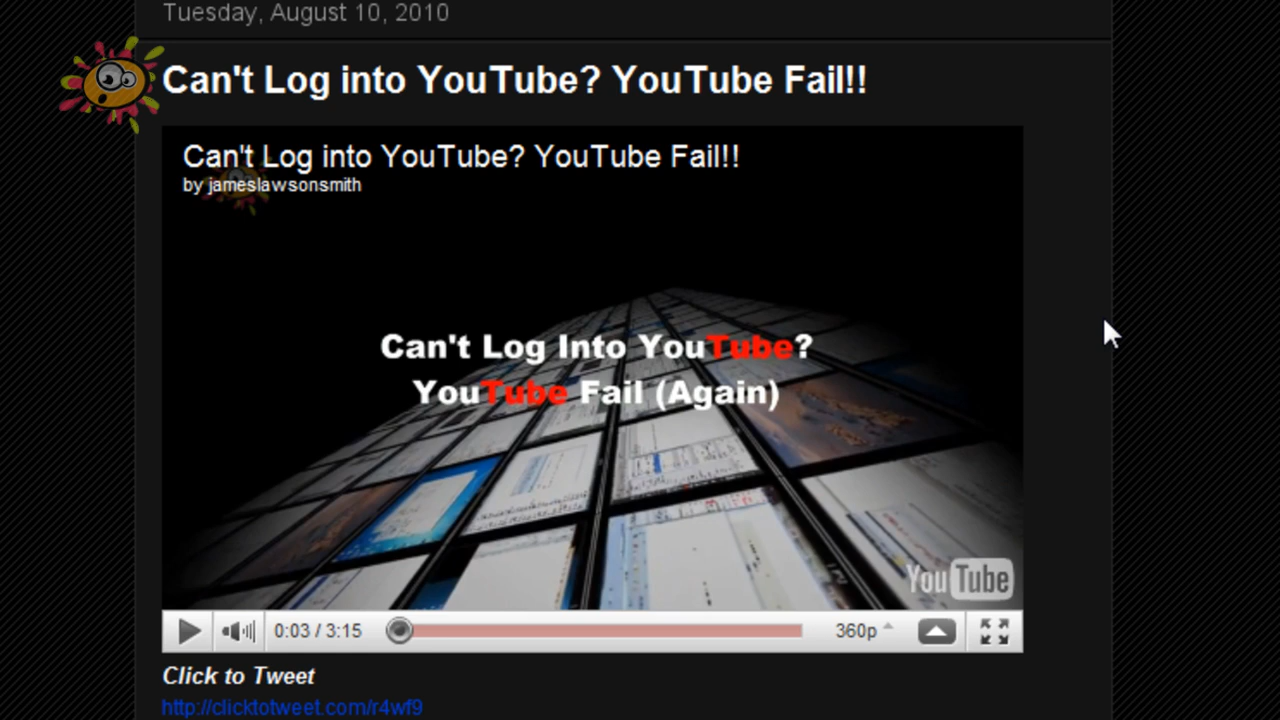 Tuesday, August 10, 2010
Can't Log into YouTube? YouTube Fail!!
Can't Log into YouTube? YouTube Fail!!
by jameslawsonsmith
Can't Log Into YouTube?
YouTube Fail (Again)
YouTube
0:03 / 3:15
360p
Click to Tweet
http://clicktotweet.com/r4wf9